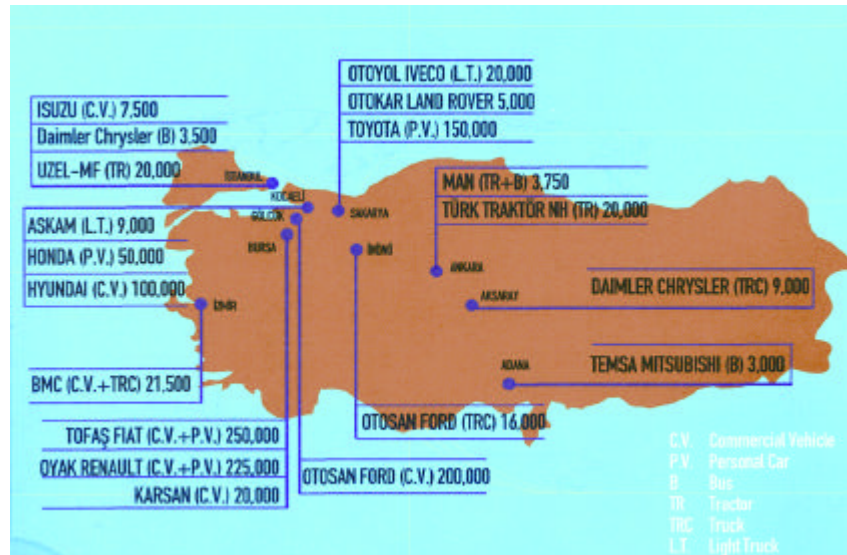 OTOYOL IVECO (L.T.) 20,000
OTOKAR LAND ROVER 5,000
TOYOTA (P.V.) 150,000
ISUZU (C.V.) 7,500
Daimler Chrysler (B) 3,500
UZEL-MF (TR) 20,000
İSTANBUL
KOCAELİ
GÖLCÜK
SAKARYA
BURSA
İNÖNÜ
MAN (TR+B) 3,750
TÜRK TRAKTÖR NH (TR) 20,000
ANKARA
ASKAM (L.T.) 9,000
HONDA (P.V.) 50,000
HYUNDAI (C.V.) 100,000
İZMİR
AKSARAY
DAIMLER CHRYSLER (TRC) 9,000
ADANA
TEMSA MITSUBISHI (B) 3,000
BMC (C.V.+TRC) 21,500
OTOSAN FORD (TRC) 16,000
TOFAŞ FIAT (C.V.+P.V.) 250,000
OYAK RENAULT (C.V.+P.V.) 225,000
KARSAN (C.V.) 20,000
OTOSAN FORD (C.V.) 200,000
C.V. Commercial Vehicle
P.V. Personal Car
B Bus
TR Tractor
TRC Truck
L.T. Light Truck